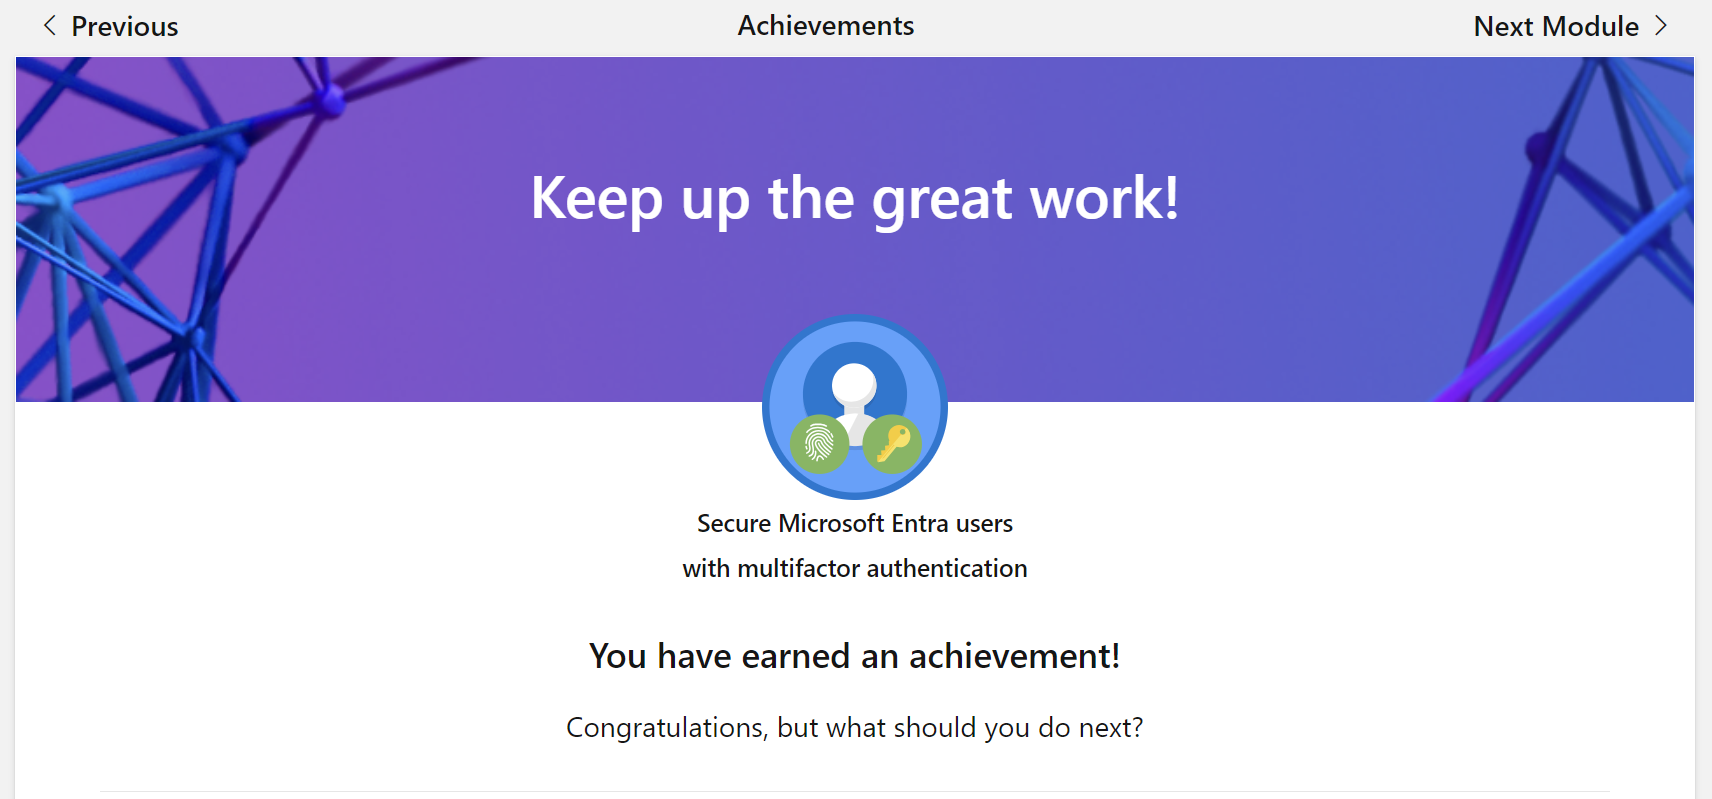 Previous
Achievements
Next Module
Keep up the great work!
Secure Microsoft Entra users
with multifactor authentication
You have earned an achievement!
Congratulations, but what should you do next?